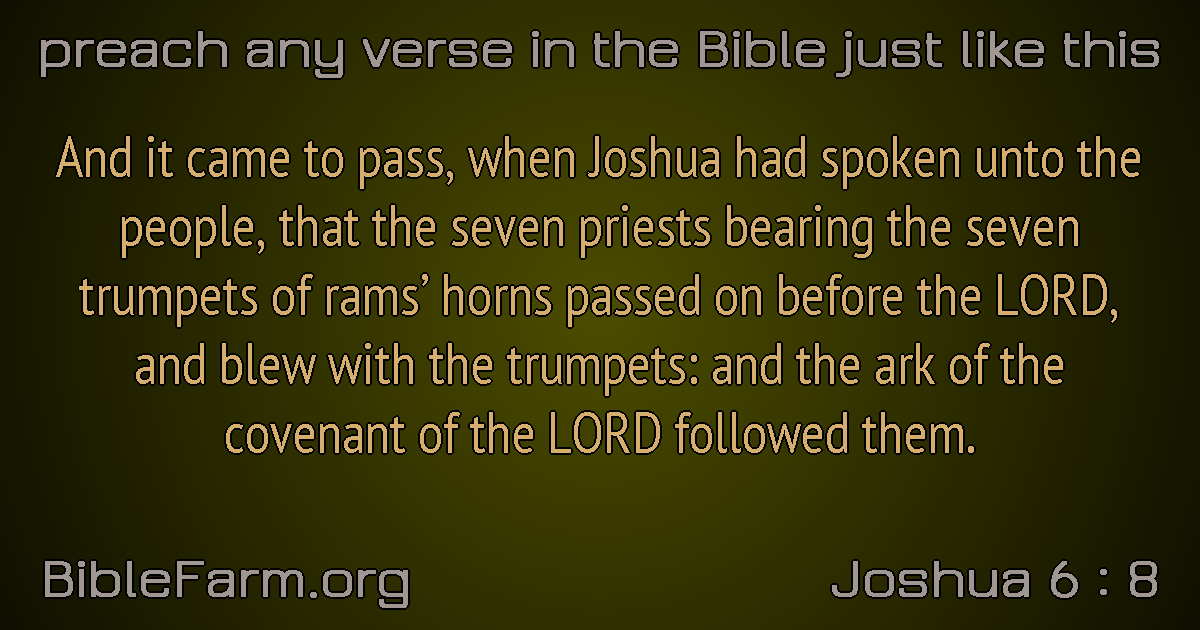 preach any verse in the Bible just like this
And it came to pass, when Joshua had spoken unto the
people, that the seven priests bearing the seven
trumpets of rams’ horns passed on before the LORD,
and blew with the trumpets: and the ark of the
covenant of the LORD followed them.
BibleFarm.org
Joshua 6 : 8